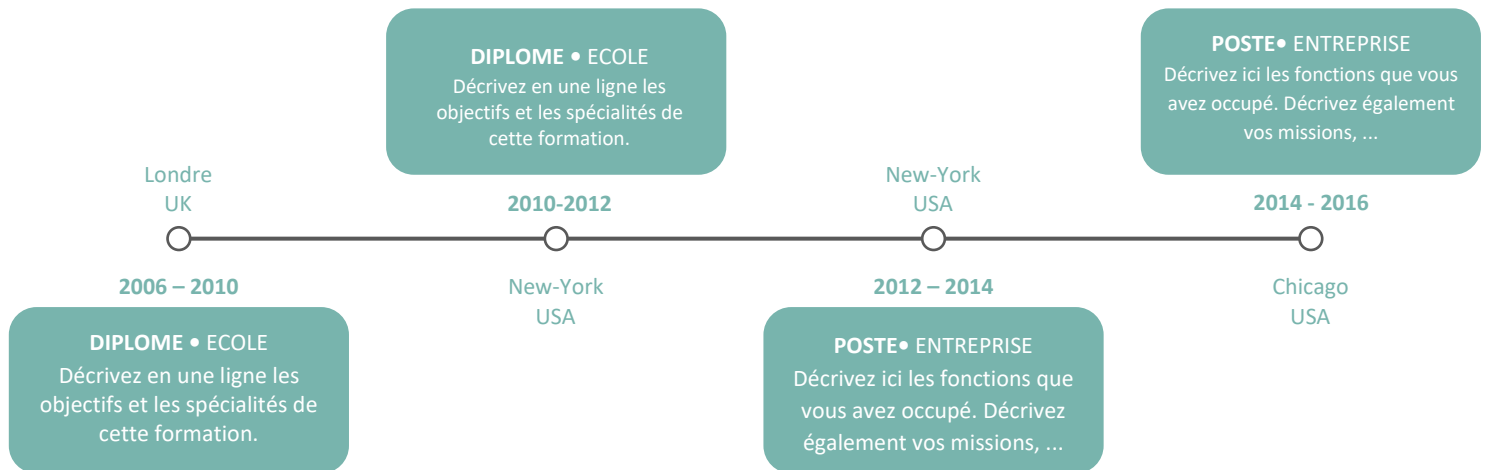 Londre
UK
2006 – 2010
DIPLOME • ECOLE
Décrivez en une ligne les
objectifs et les spécialités de
cette formation.
DIPLOME • ECOLE
Décrivez en une ligne les
objectifs et les spécialités de
cette formation.
2010-2012
New-York
USA
New-York
USA
2012 – 2014
POSTE• ENTREPRISE
Décrivez ici les fonctions que
vous avez occupé. Décrivez
également vos missions, ...
POSTE• ENTREPRISE
Décrivez ici les fonctions que vous
avez occupé. Décrivez également
vos missions, ...
2014 - 2016
Chicago
USA